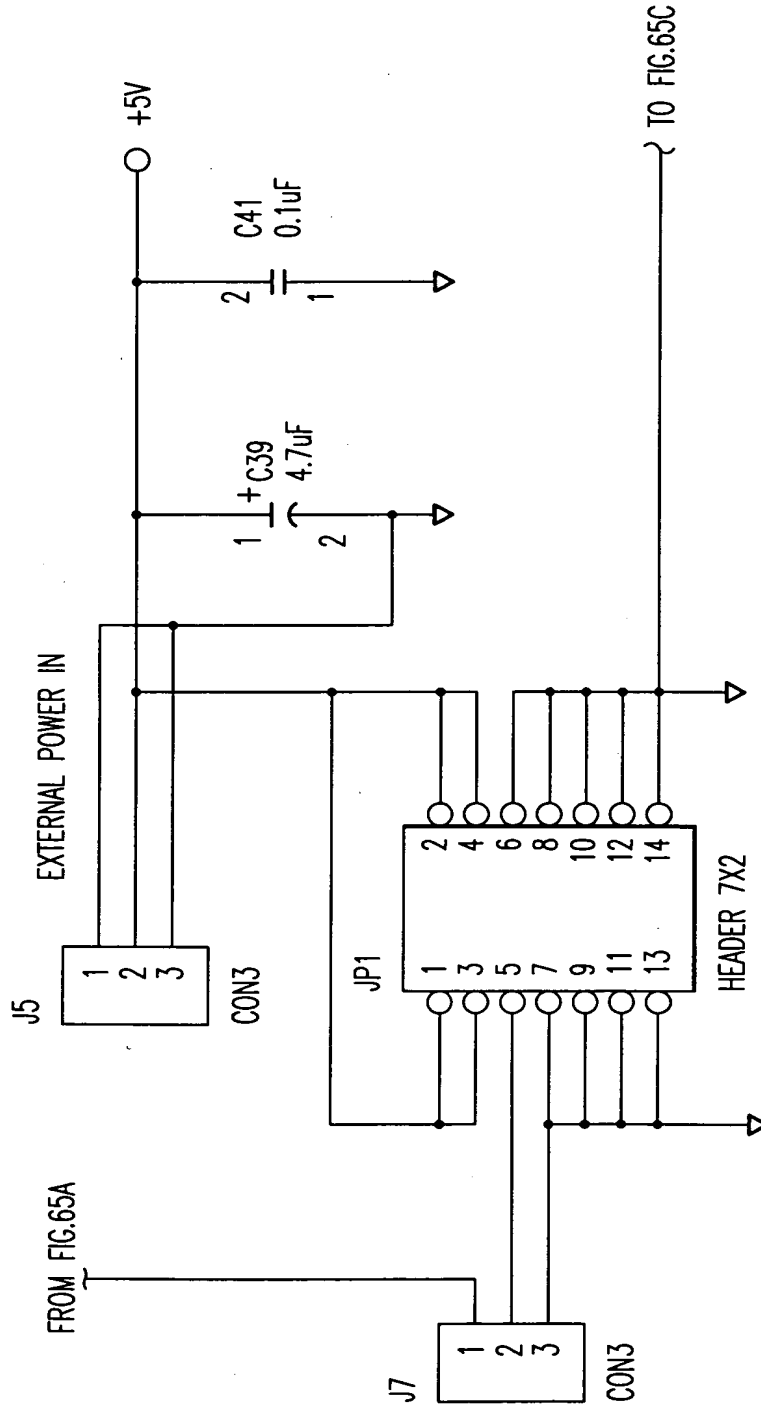 FROM FIG.65A
J7
1
2
3
CON3
J5
1
2
3
CON3
EXTERNAL POWER IN
JP1
1
3
5
7
9
11
13
2
4
6
8
10
12
14
HEADER 7X2
1
+
C39
4.7uF
2
2
C41
0.1uF
1
+5V
TO FIG.65C